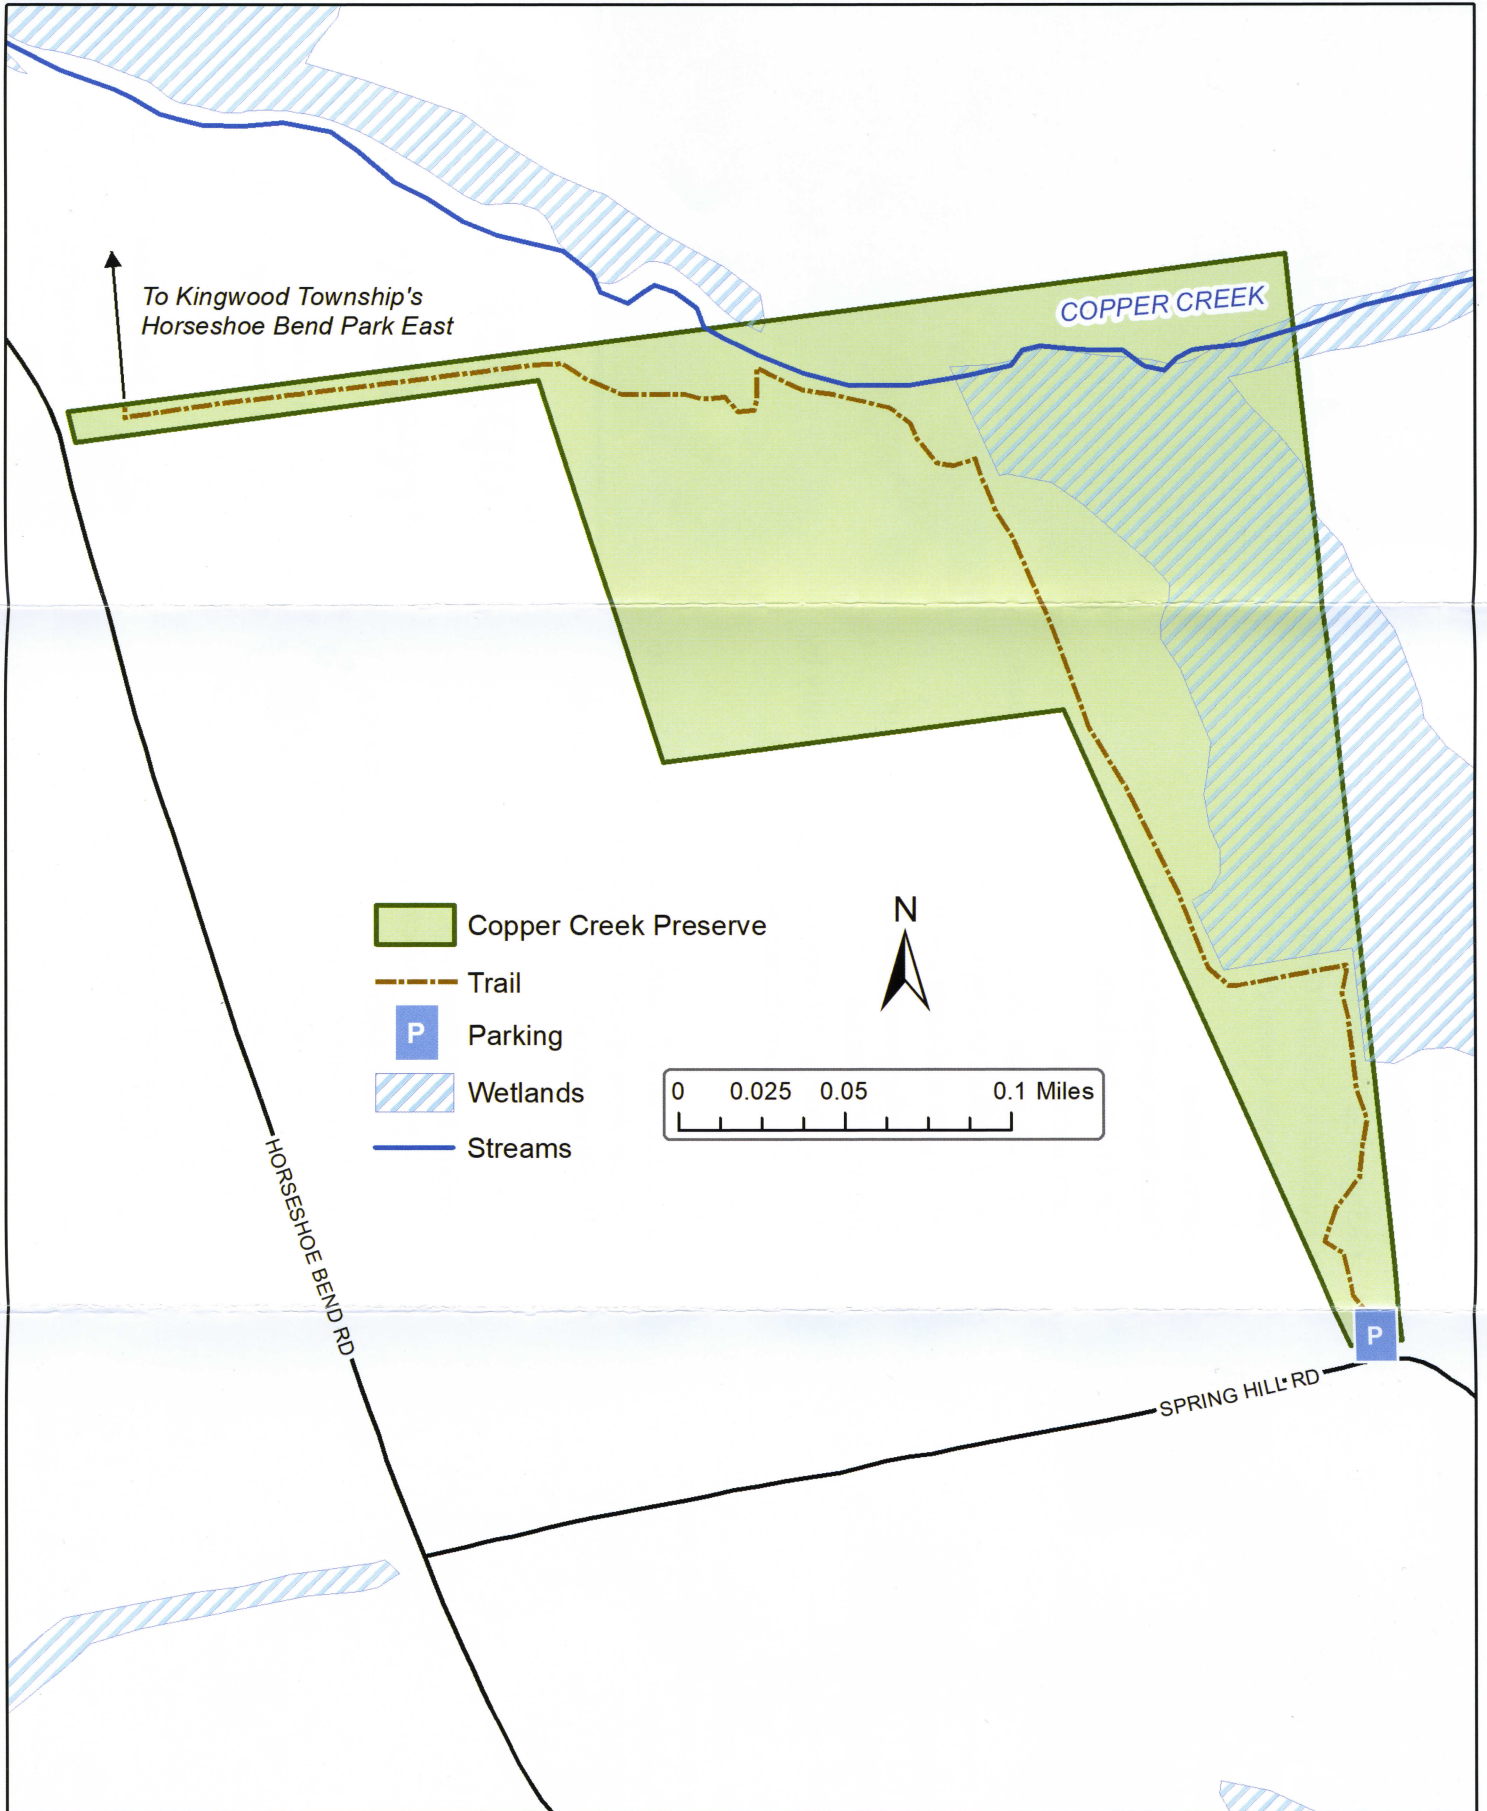 To Kingwood Township's
Horseshoe Bend Park East
COPPER CREEK
N
Copper Creek Preserve
Trail
P
Parking
Wetlands
Streams
0 0.025 0.05 0.1 Miles
HORSESHOE BEND RD
P
SPRING HILL RD